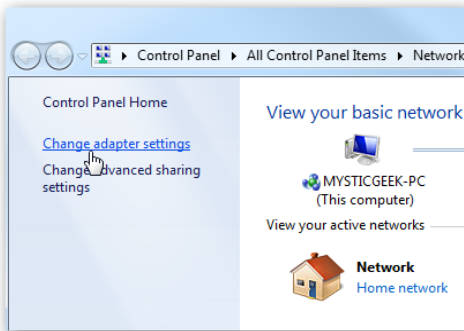 Control Panel ▸ All Control Panel Items ▸ Network
Control Panel Home
Change adapter settings
Change advanced sharing
settings
View your basic network
MYSTICGEEK-PC
(This computer)
View your active networks
Network
Home network